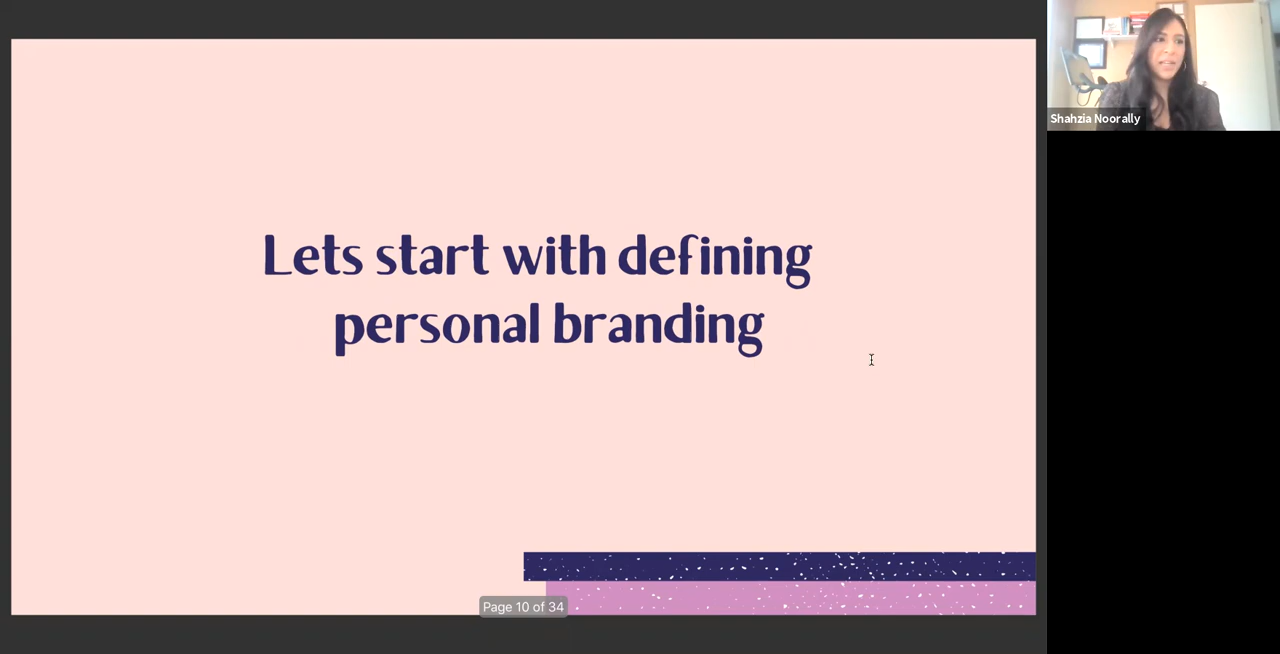 Lets start with defining
personal branding
Page 10 of 34
Shahzia Noorally